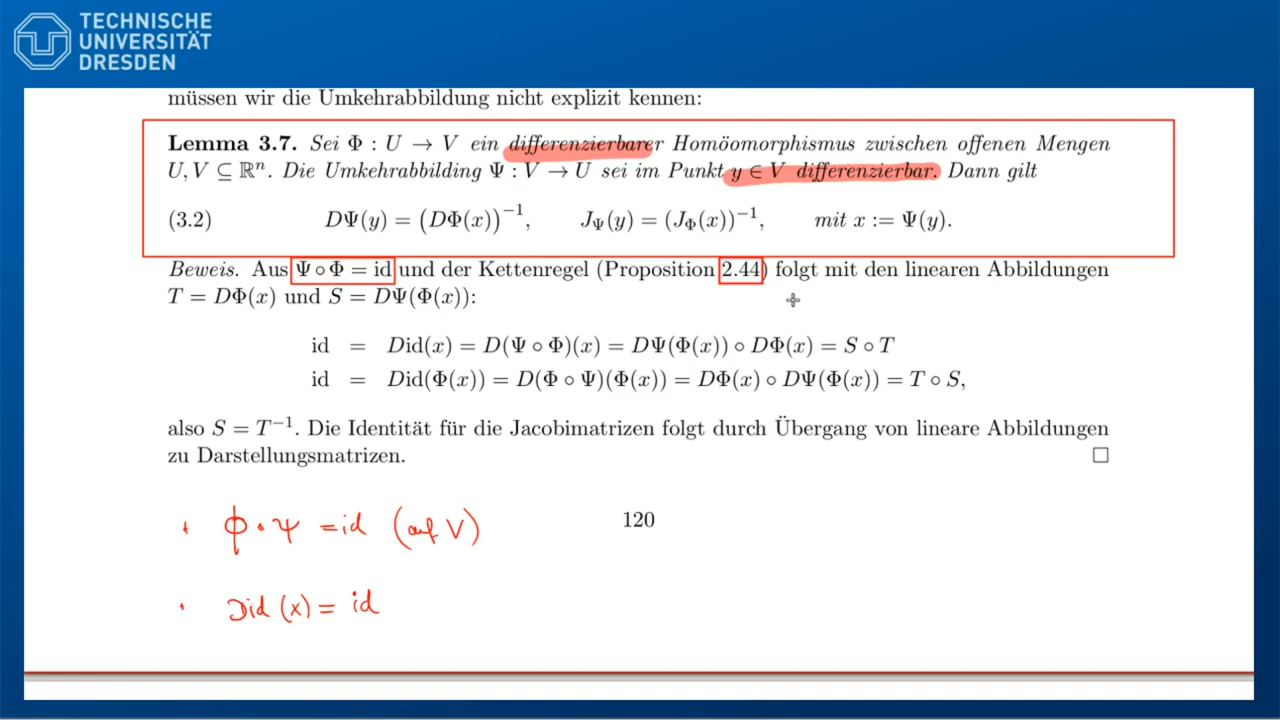 TECHNISCHE
UNIVERSITÄT
DRESDEN
müssen wir die Umkehrabbildung nicht explizit kennen:
Lemma 3.7. Sei Φ : U → V ein differenzierbarer Homöomorphismus zwischen offenen Mengen
U, V ⊆ ℝⁿ. Die Umkehrabbilding Ψ : V → U sei im Punkt y ∈ V differenzierbar. Dann gilt
(3.2) DΨ(y) = (DΦ(x))⁻¹, J_Ψ(y) = (J_Φ(x))⁻¹, mit x := Ψ(y).
Beweis. Aus Ψ ∘ Φ = id und der Kettenregel (Proposition 2.44) folgt mit den linearen Abbildungen
T = DΦ(x) und S = DΨ(Φ(x)):
id = Did(x) = D(Ψ ∘ Φ)(x) = DΨ(Φ(x)) ∘ DΦ(x) = S ∘ T
id = Did(Φ(x)) = D(Φ ∘ Ψ)(Φ(x)) = DΦ(x) ∘ DΨ(Φ(x)) = T ∘ S,
also S = T⁻¹. Die Identität für die Jacobimatrizen folgt durch Übergang von lineare Abbildungen
zu Darstellungsmatrizen. □
120
• Φ ∘ Ψ = id (auf V)
• Did (x) = id